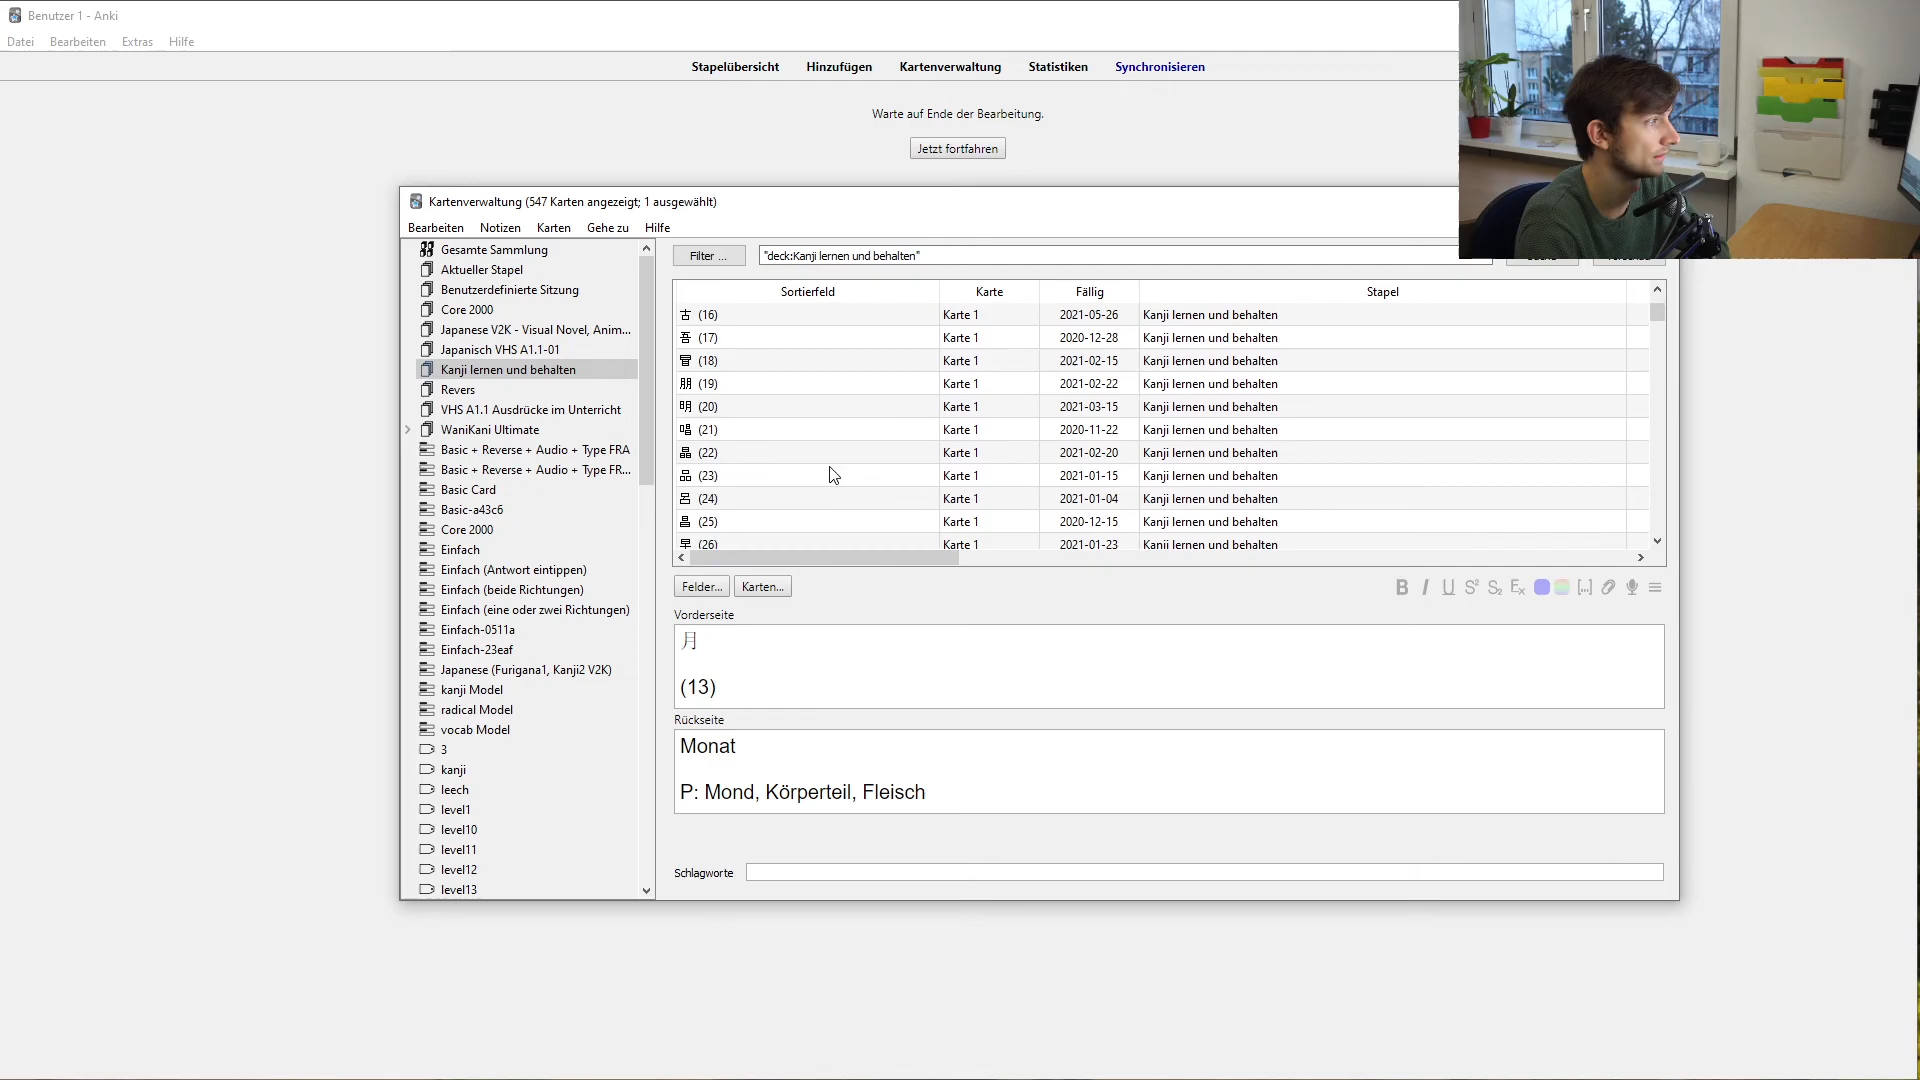 Benutzer 1 - Anki
Datei Bearbeiten Extras Hilfe
Stapelübersicht Hinzufügen Kartenverwaltung Statistiken Synchronisieren
Warte auf Ende der Bearbeitung.
Jetzt fortfahren
Kartenverwaltung (547 Karten angezeigt; 1 ausgewählt)
Bearbeiten Notizen Karten Gehe zu Hilfe
Gesamte Sammlung
Aktueller Stapel
Benutzerdefinierte Sitzung
Core 2000
Japanese V2K - Visual Novel, Anim...
Japanisch VHS A1.1-01
Kanji lernen und behalten
Revers
VHS A1.1 Ausdrücke im Unterricht
WaniKani Ultimate
Basic + Reverse + Audio + Type FRA
Basic + Reverse + Audio + Type FR...
Basic Card
Basic-a43c6
Core 2000
Einfach
Einfach (Antwort eintippen)
Einfach (beide Richtungen)
Einfach (eine oder zwei Richtungen)
Einfach-0511a
Einfach-23eaf
Japanese (Furigana1, Kanji2 V2K)
kanji Model
radical Model
vocab Model
3
kanji
leech
level1
level10
level11
level12
level13
Filter ... "deck:Kanji lernen und behalten"
Sortierfeld Karte Fällig Stapel
古 (16) Karte 1 2021-05-26 Kanji lernen und behalten
吾 (17) Karte 1 2020-12-28 Kanji lernen und behalten
冒 (18) Karte 1 2021-02-15 Kanji lernen und behalten
朋 (19) Karte 1 2021-02-22 Kanji lernen und behalten
明 (20) Karte 1 2021-03-15 Kanji lernen und behalten
唱 (21) Karte 1 2020-11-22 Kanji lernen und behalten
晶 (22) Karte 1 2021-02-20 Kanji lernen und behalten
品 (23) Karte 1 2021-01-15 Kanji lernen und behalten
呂 (24) Karte 1 2021-01-04 Kanji lernen und behalten
昌 (25) Karte 1 2020-12-15 Kanji lernen und behalten
早 (26) Karte 1 2021-01-23 Kanji lernen und behalten
Felder... Karten...
Vorderseite
月
(13)
Rückseite
Monat
P: Mond, Körperteil, Fleisch
Schlagworte